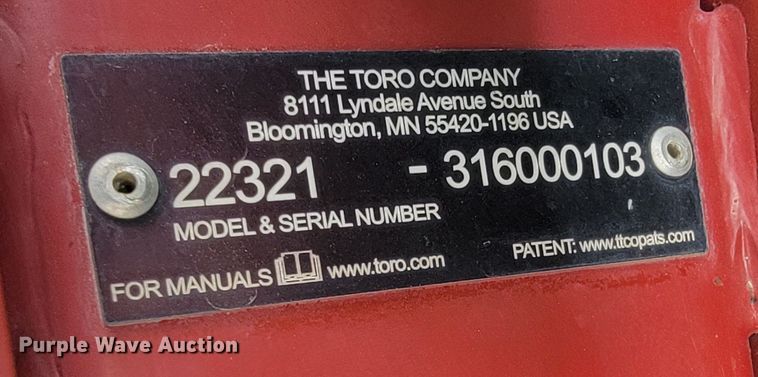 THE TORO COMPANY
8111 Lyndale Avenue South
Bloomington, MN 55420-1196 USA
22321 - 316000103
MODEL & SERIAL NUMBER
FOR MANUALS www.toro.com
PATENT: www.ttcopats.com
Purple Wave Auction